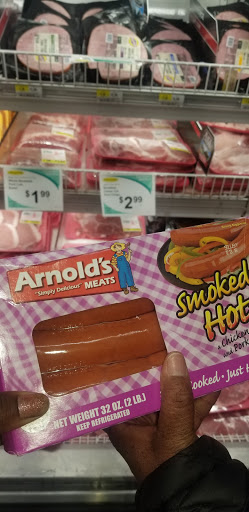 $1.99
$2.99
Arnold's
"Simply Delicious" MEATS
Smoked
Hot
Chicken
and Pork
NET WEIGHT 32 OZ. (2 LB.)
KEEP REFRIGERATED
ooked • Just H